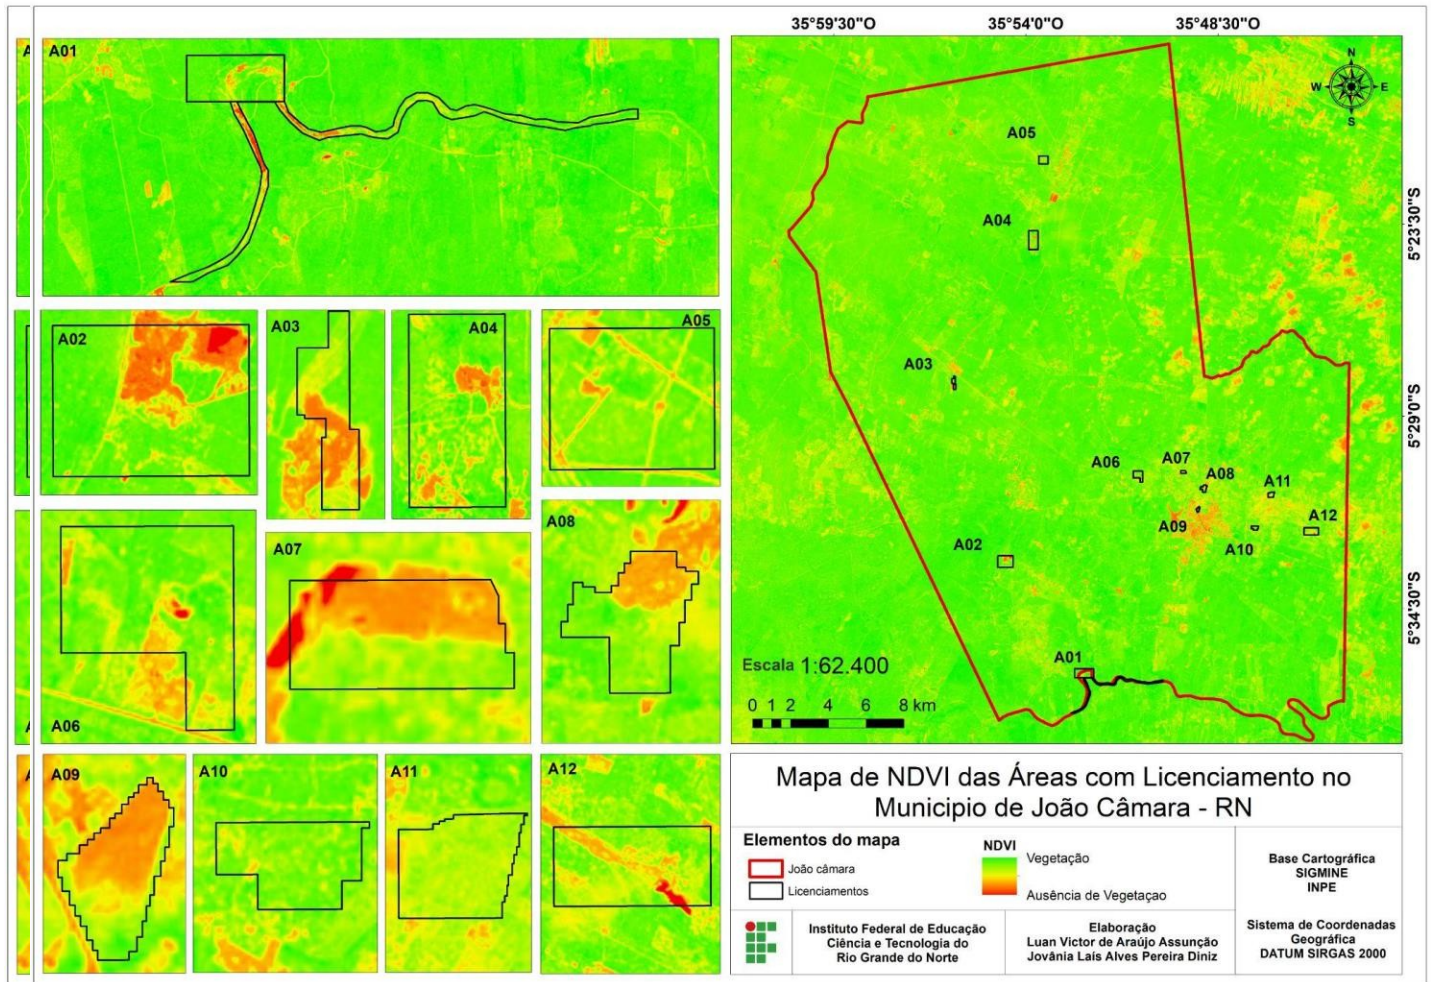 A01
A02
A03
A04
A05
A06
A07
A08
A09
A10
A11
A12
35°59'30"O
35°54'0"O
35°48'30"O
5°23'30"S
5°29'0"S
5°34'30"S
N
W
E
S
A05
A04
A03
A06
A07
A08
A11
A09
A10
A12
A02
A01
Escala 1:62.400
0 1 2 4 6 8 km
Mapa de NDVI das Áreas com Licenciamento no
Municipio de João Câmara - RN
Elementos do mapa
João câmara
Licenciamentos
NDVI
Vegetação
Ausência de Vegetaçao
Base Cartográfica
SIGMINE
INPE
Instituto Federal de Educação
Ciência e Tecnologia do
Rio Grande do Norte
Elaboração
Luan Victor de Araújo Assunção
Jovânia Laís Alves Pereira Diniz
Sistema de Coordenadas
Geográfica
DATUM SIRGAS 2000